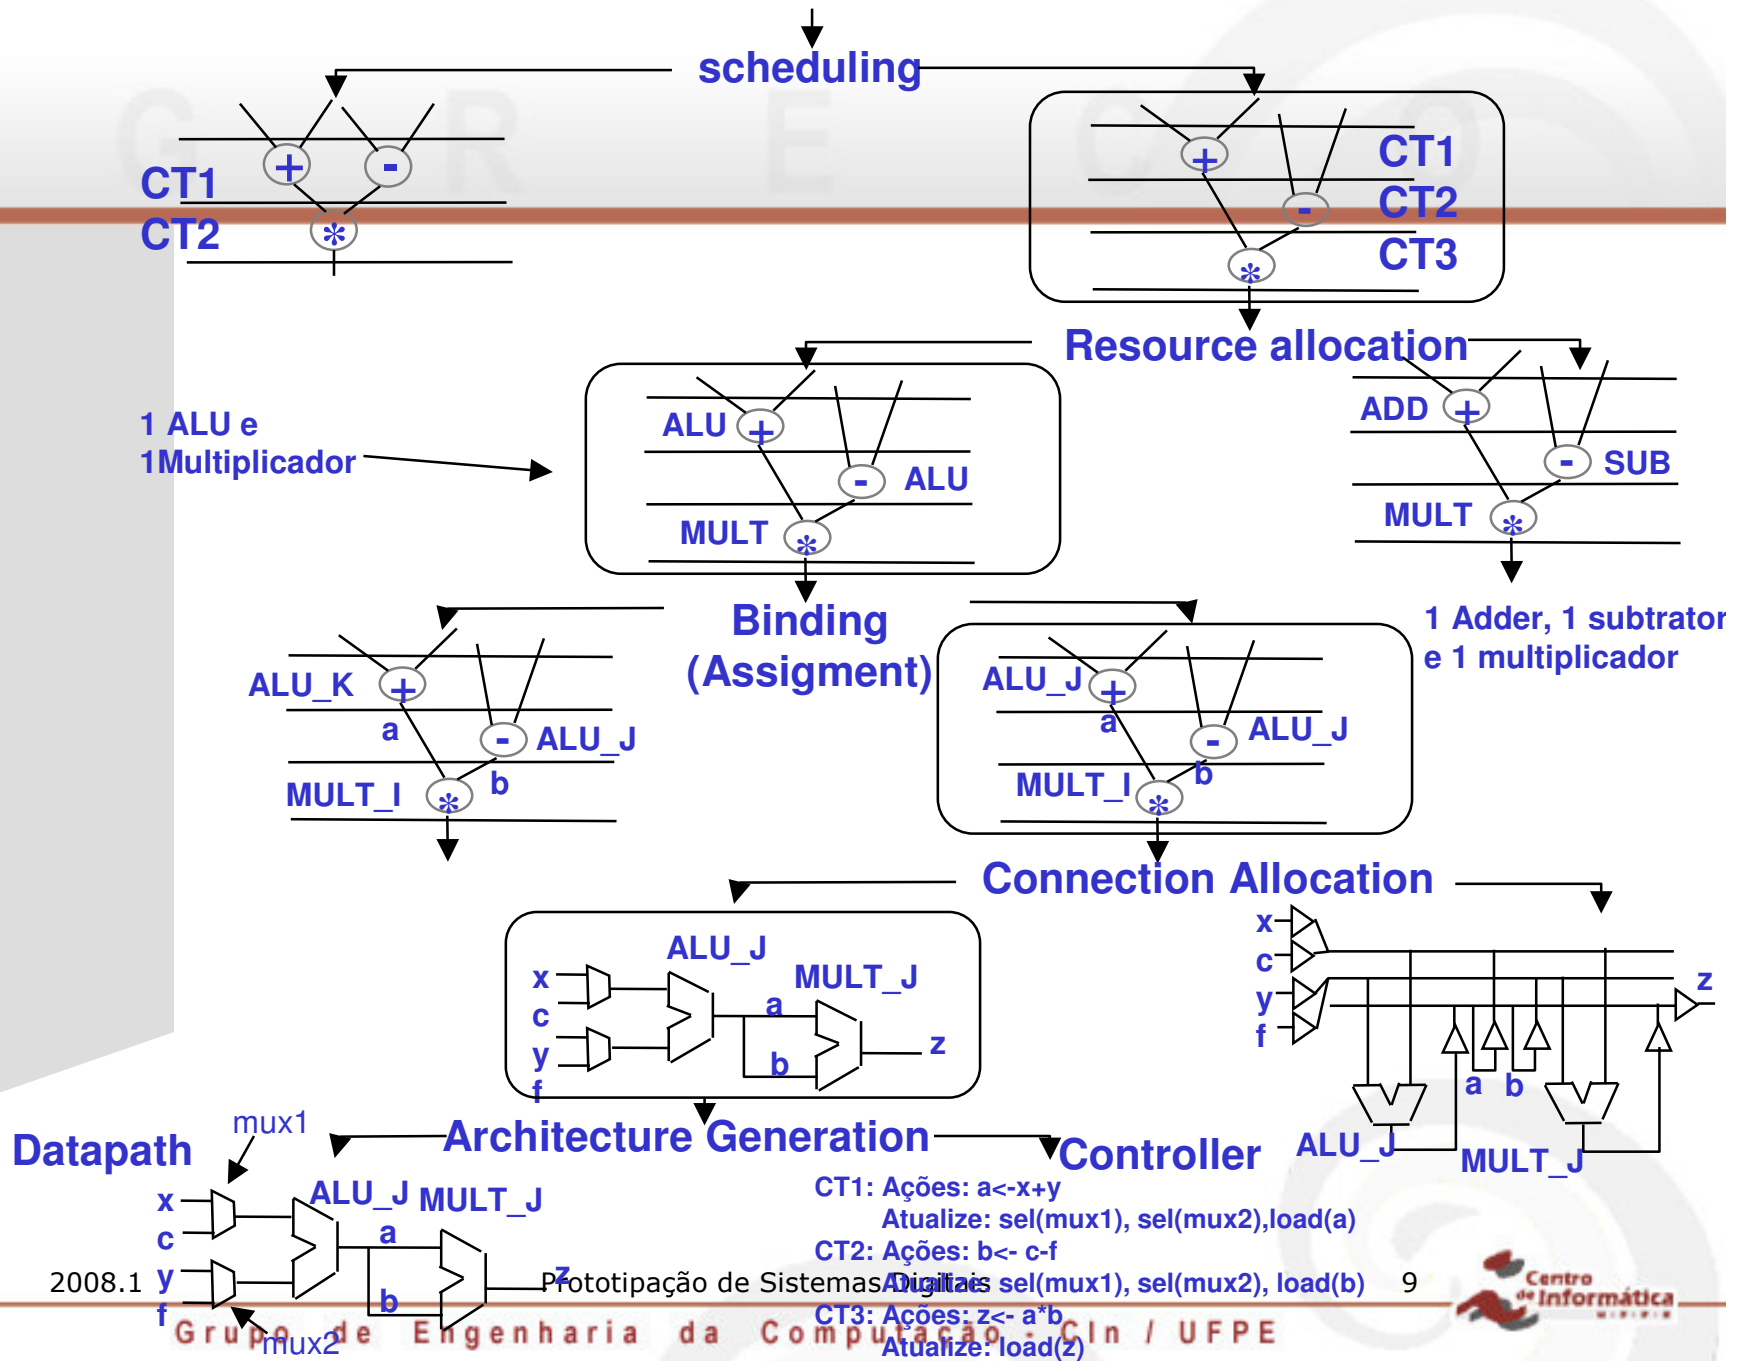 G R E C O
scheduling
+
-
CT1
CT2
*
+
CT1
-
CT2
CT3
*
Resource allocation
1 ALU e
1Multiplicador
ALU
+
-
ALU
MULT
*
ADD
+
-
SUB
MULT
*
1 Adder, 1 subtrator
e 1 multiplicador
Binding
(Assigment)
ALU_K
+
a
-
ALU_J
MULT_I
*
b
ALU_J
+
a
-
ALU_J
MULT_I
*
b
Connection Allocation
ALU_J
MULT_J
x
c
y
f
a
b
z
x
c
y
f
z
a
b
ALU_J
MULT_J
Architecture Generation
Datapath
mux1
ALU_J
MULT_J
x
c
y
f
a
b
z
mux2
Controller
CT1: Ações: a<-x+y
Atualize: sel(mux1), sel(mux2),load(a)
CT2: Ações: b<- c-f
Atualize: sel(mux1), sel(mux2), load(b)
CT3: Ações: z<- a*b
Atualize: load(z)
2008.1
Prototipação de Sistemas Digitais
9
Grupo de Engenharia da Computação - CIn / UFPE
Centro
de Informática
U F P E